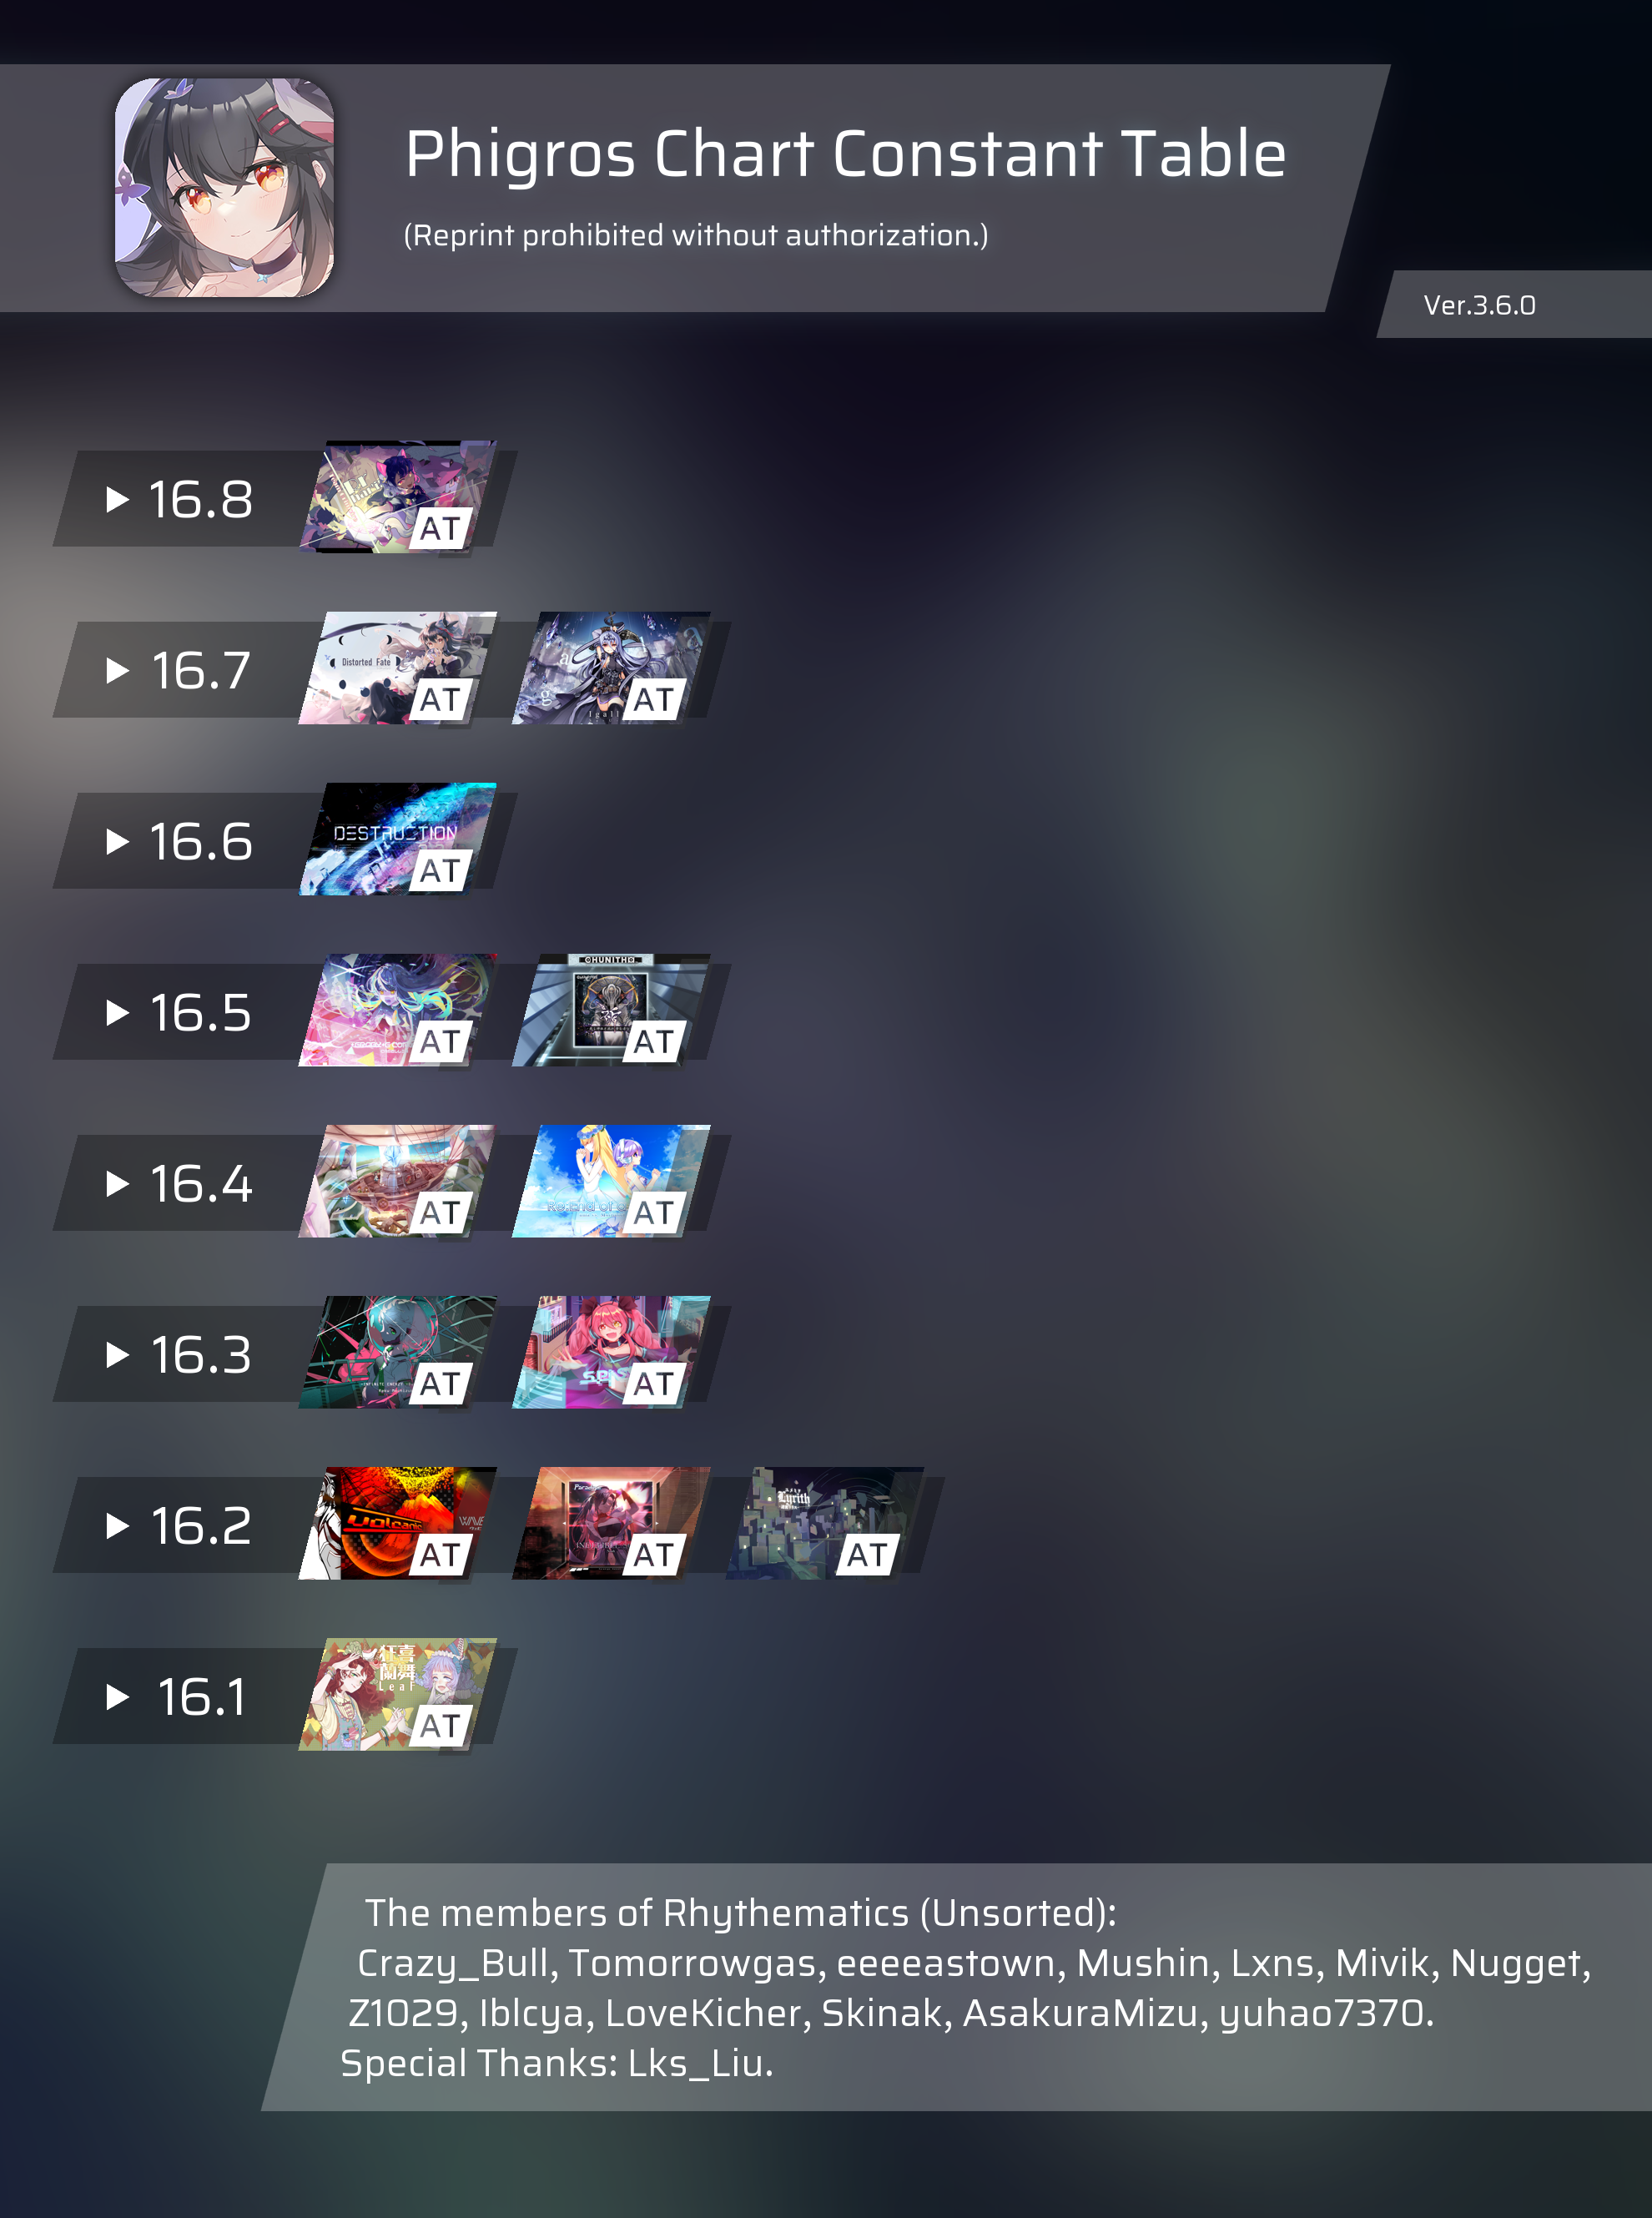 Phigros Chart Constant Table
(Reprint prohibited without authorization.)
Ver.3.6.0
16.8
AT
16.7
Distorted Fate
AT
AT
16.6
DESTRUCTION
AT
16.5
AT
CHUNITHM
AT
16.4
AT
AT
16.3
AT
AT
16.2
Volcanic
AT
AT
Lyrith
AT
16.1
狂喜
蘭舞
LeaF
AT
The members of Rhythematics (Unsorted):
Crazy_Bull, Tomorrowgas, eeeeastown, Mushin, Lxns, Mivik, Nugget,
Z1029, Iblcya, LoveKicher, Skinak, AsakuraMizu, yuhao7370.
Special Thanks: Lks_Liu.